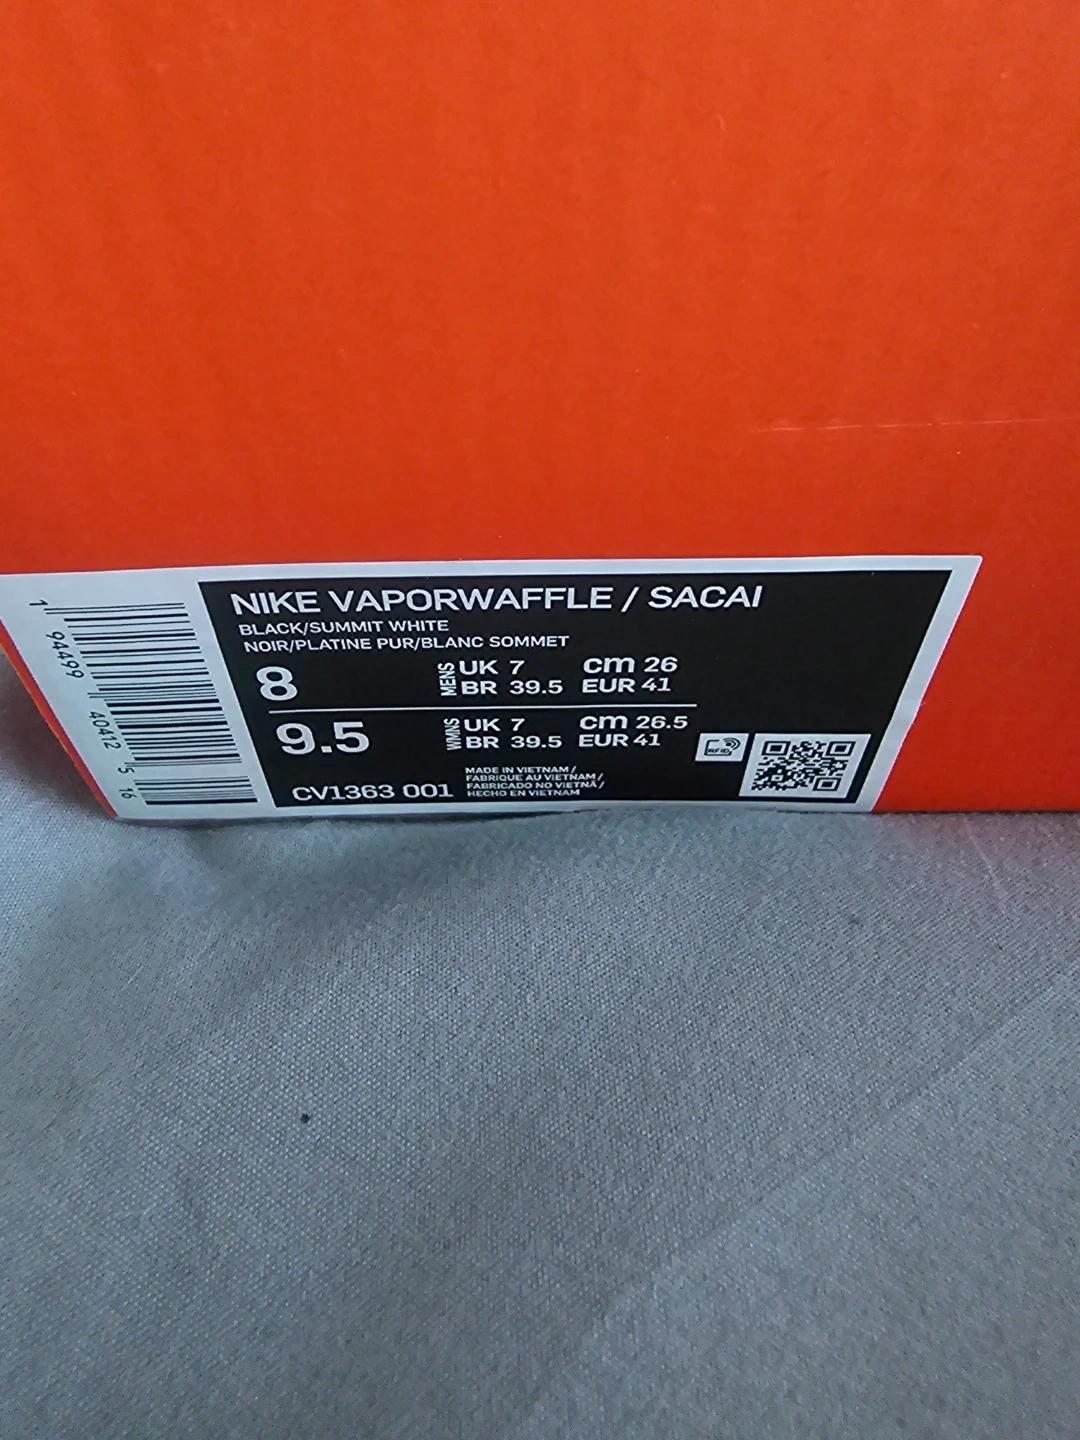 NIKE VAPORWAFFLE / SACAI
BLACK/SUMMIT WHITE
NOIR/PLATINE PUR/BLANC SOMMET
8 MENS UK 7 cm 26
BR 39.5 EUR 41
9.5 WMNS UK 7 cm 26.5
BR 39.5 EUR 41
CV1363 001
MADE IN VIETNAM /
FABRIQUE AU VIETNAM /
FABRICADO NO VIETNÃ /
HECHO EN VIETNAM
RFID
1 94499 40412 5 16